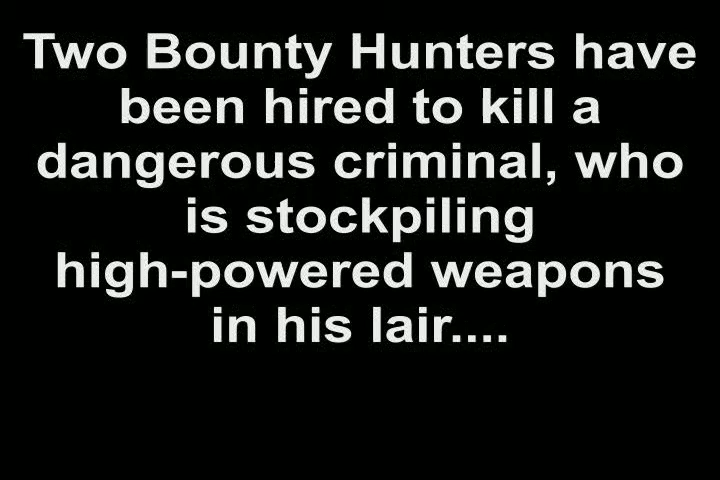 Two Bounty Hunters have
been hired to kill a
dangerous criminal, who
is stockpiling
high-powered weapons
in his lair....